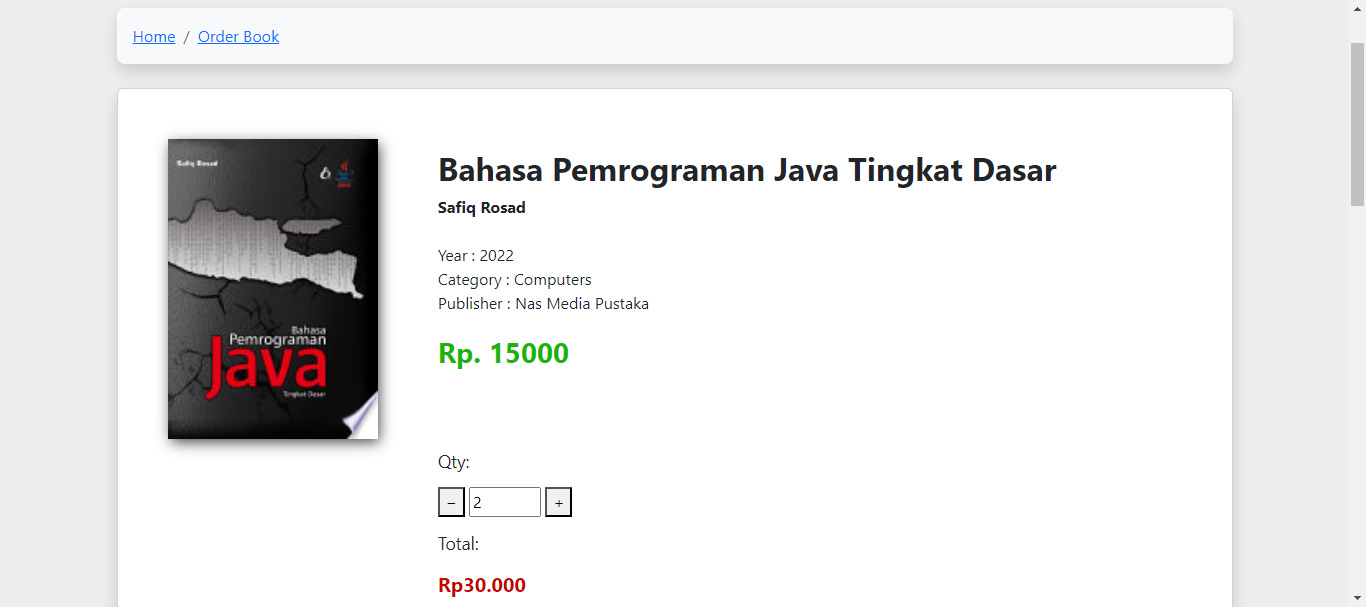 Home / Order Book
Safiq Rosad
Bahasa
Pemrograman
Java
Tingkat Dasar
Bahasa Pemrograman Java Tingkat Dasar
Safiq Rosad
Year : 2022
Category : Computers
Publisher : Nas Media Pustaka
Rp. 15000
Qty:
− 2 +
Total:
Rp30.000